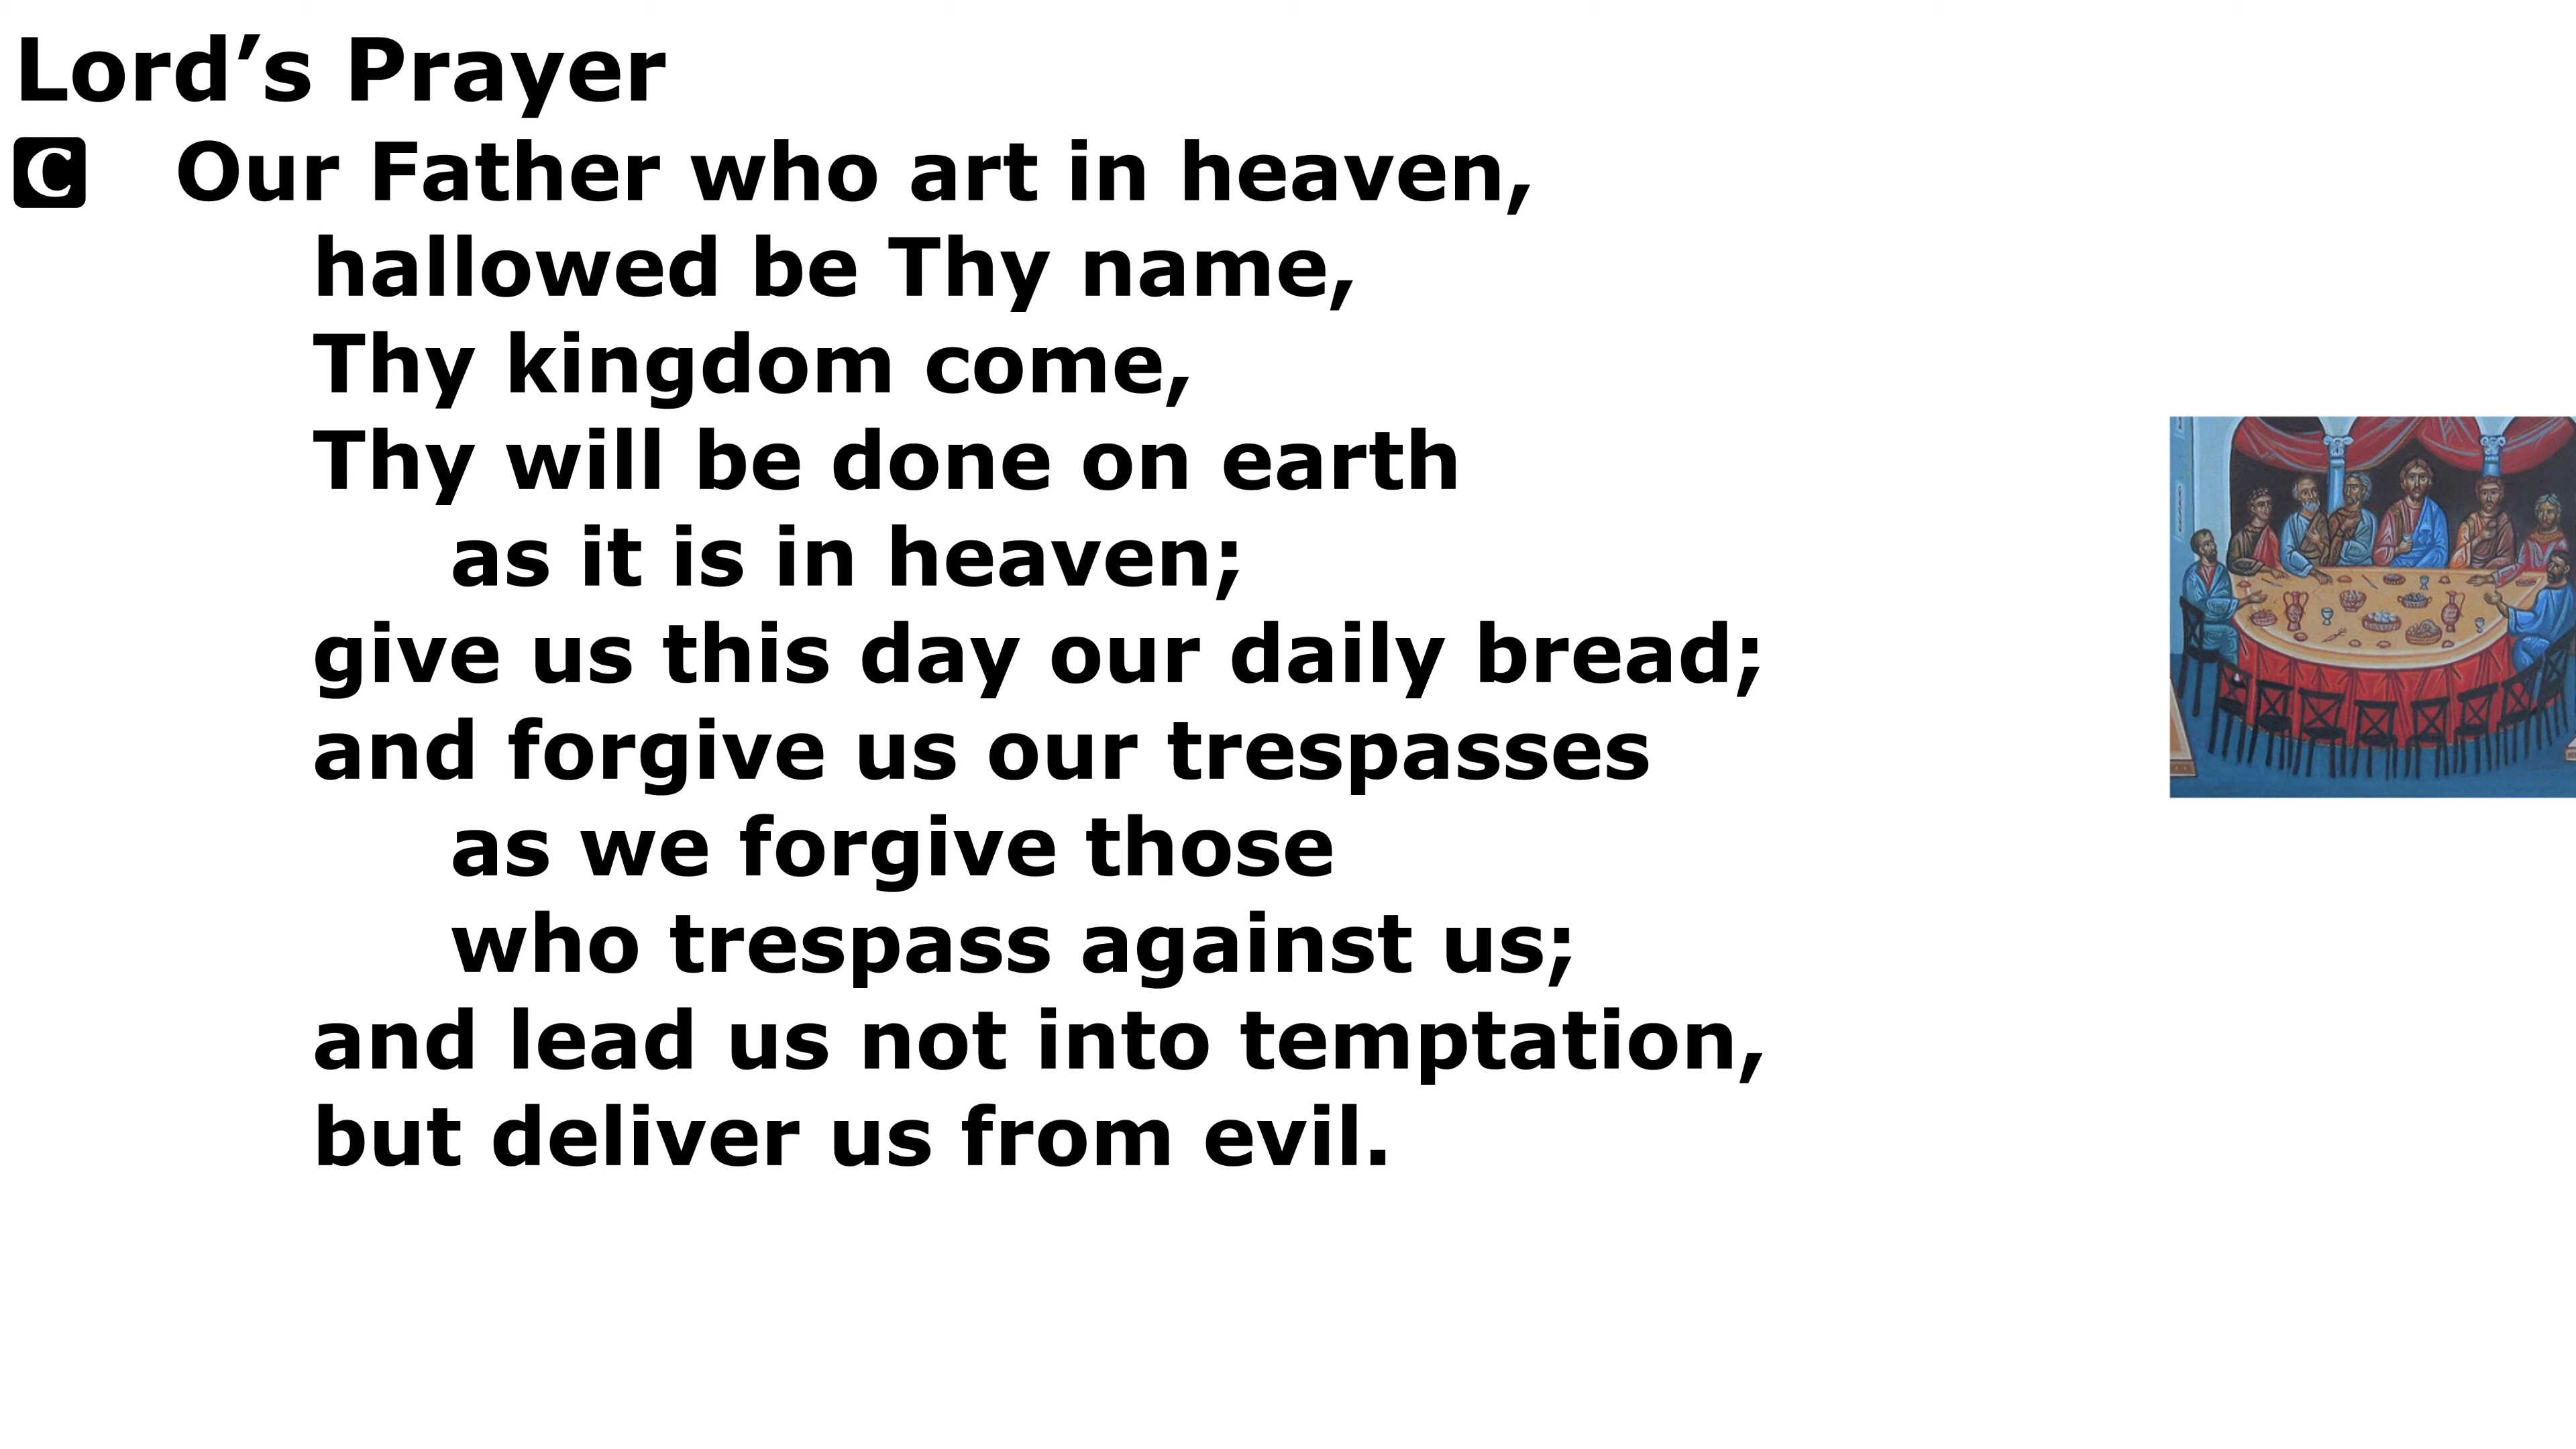 Lord’s Prayer
C Our Father who art in heaven,
hallowed be Thy name,
Thy kingdom come,
Thy will be done on earth
as it is in heaven;
give us this day our daily bread;
and forgive us our trespasses
as we forgive those
who trespass against us;
and lead us not into temptation,
but deliver us from evil.